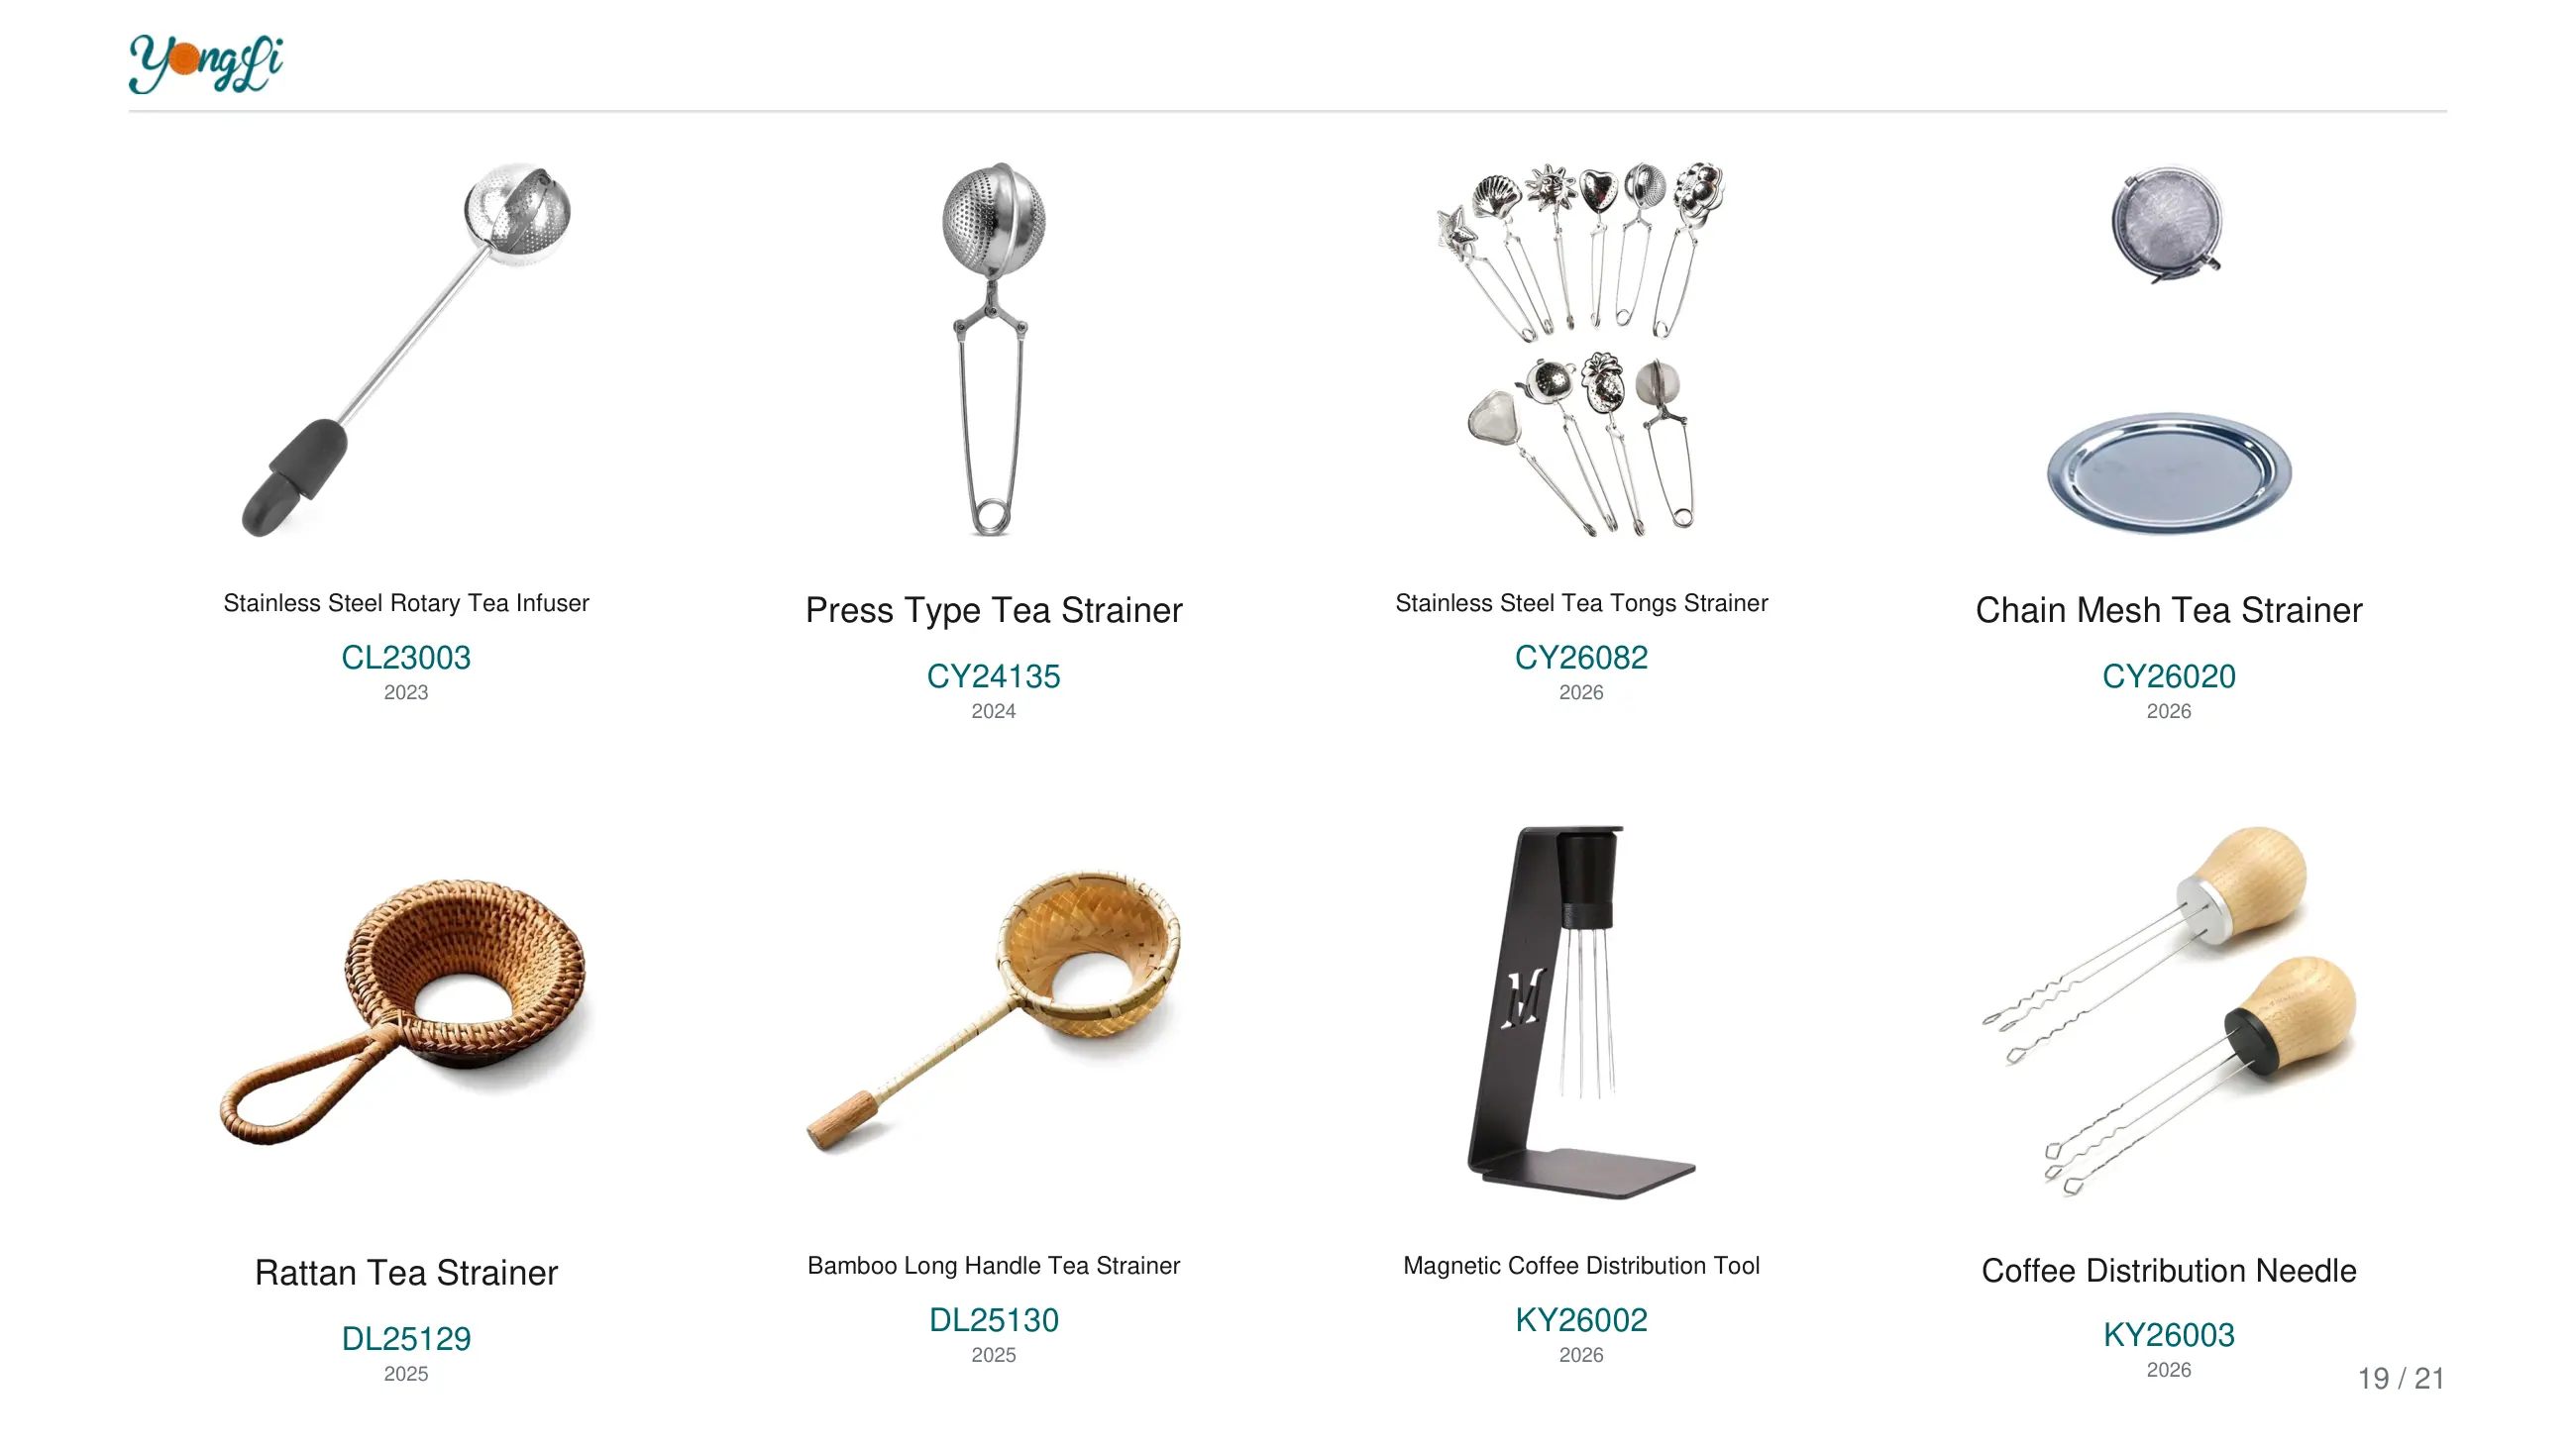 YongLi
Stainless Steel Rotary Tea Infuser
CL23003
2023
Press Type Tea Strainer
CY24135
2024
Stainless Steel Tea Tongs Strainer
CY26082
2026
Chain Mesh Tea Strainer
CY26020
2026
M
Rattan Tea Strainer
DL25129
2025
Bamboo Long Handle Tea Strainer
DL25130
2025
Magnetic Coffee Distribution Tool
KY26002
2026
Coffee Distribution Needle
KY26003
2026
19 / 21